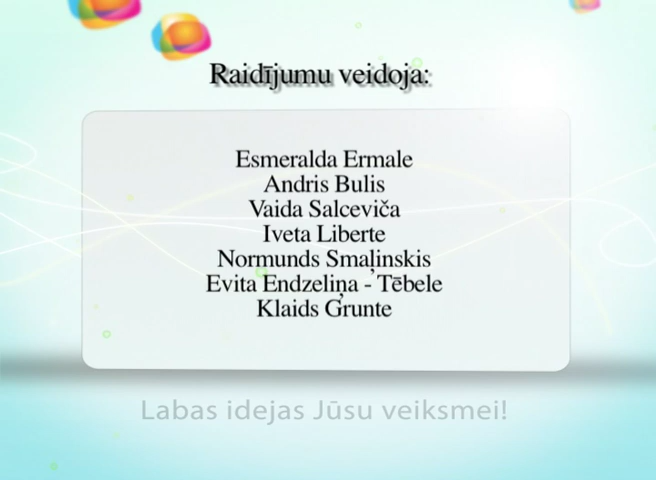 Raidījumu veidoja:
Esmeralda Ermale
Andris Bulis
Vaida Salceviča
Iveta Liberte
Normunds Smaļinskis
Evita Endzeliņa - Tēbele
Klaids Grunte
Labas idejas Jūsu veiksmei!